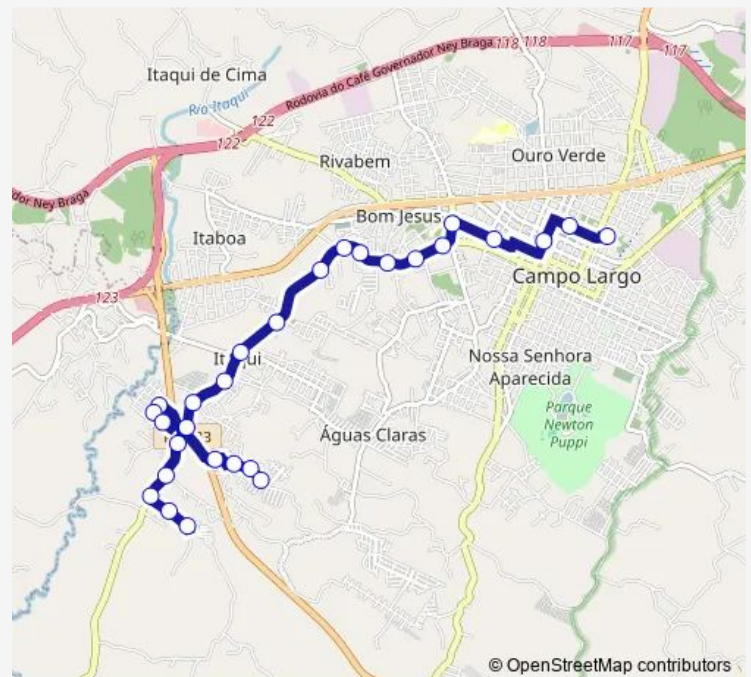 118
118
117
117
Itaqui de Cima
Rodovia do Café Governador Ney Braga
Rio Itaqui
122
122
Rivabem
Ouro Verde
dor Ney Braga
Bom Jesus
Itaboa
Campo Largo
123
Nossa Senhora
Aparecida
Parque
Newton
Puppi
Águas Claras
© OpenStreetMap contributors